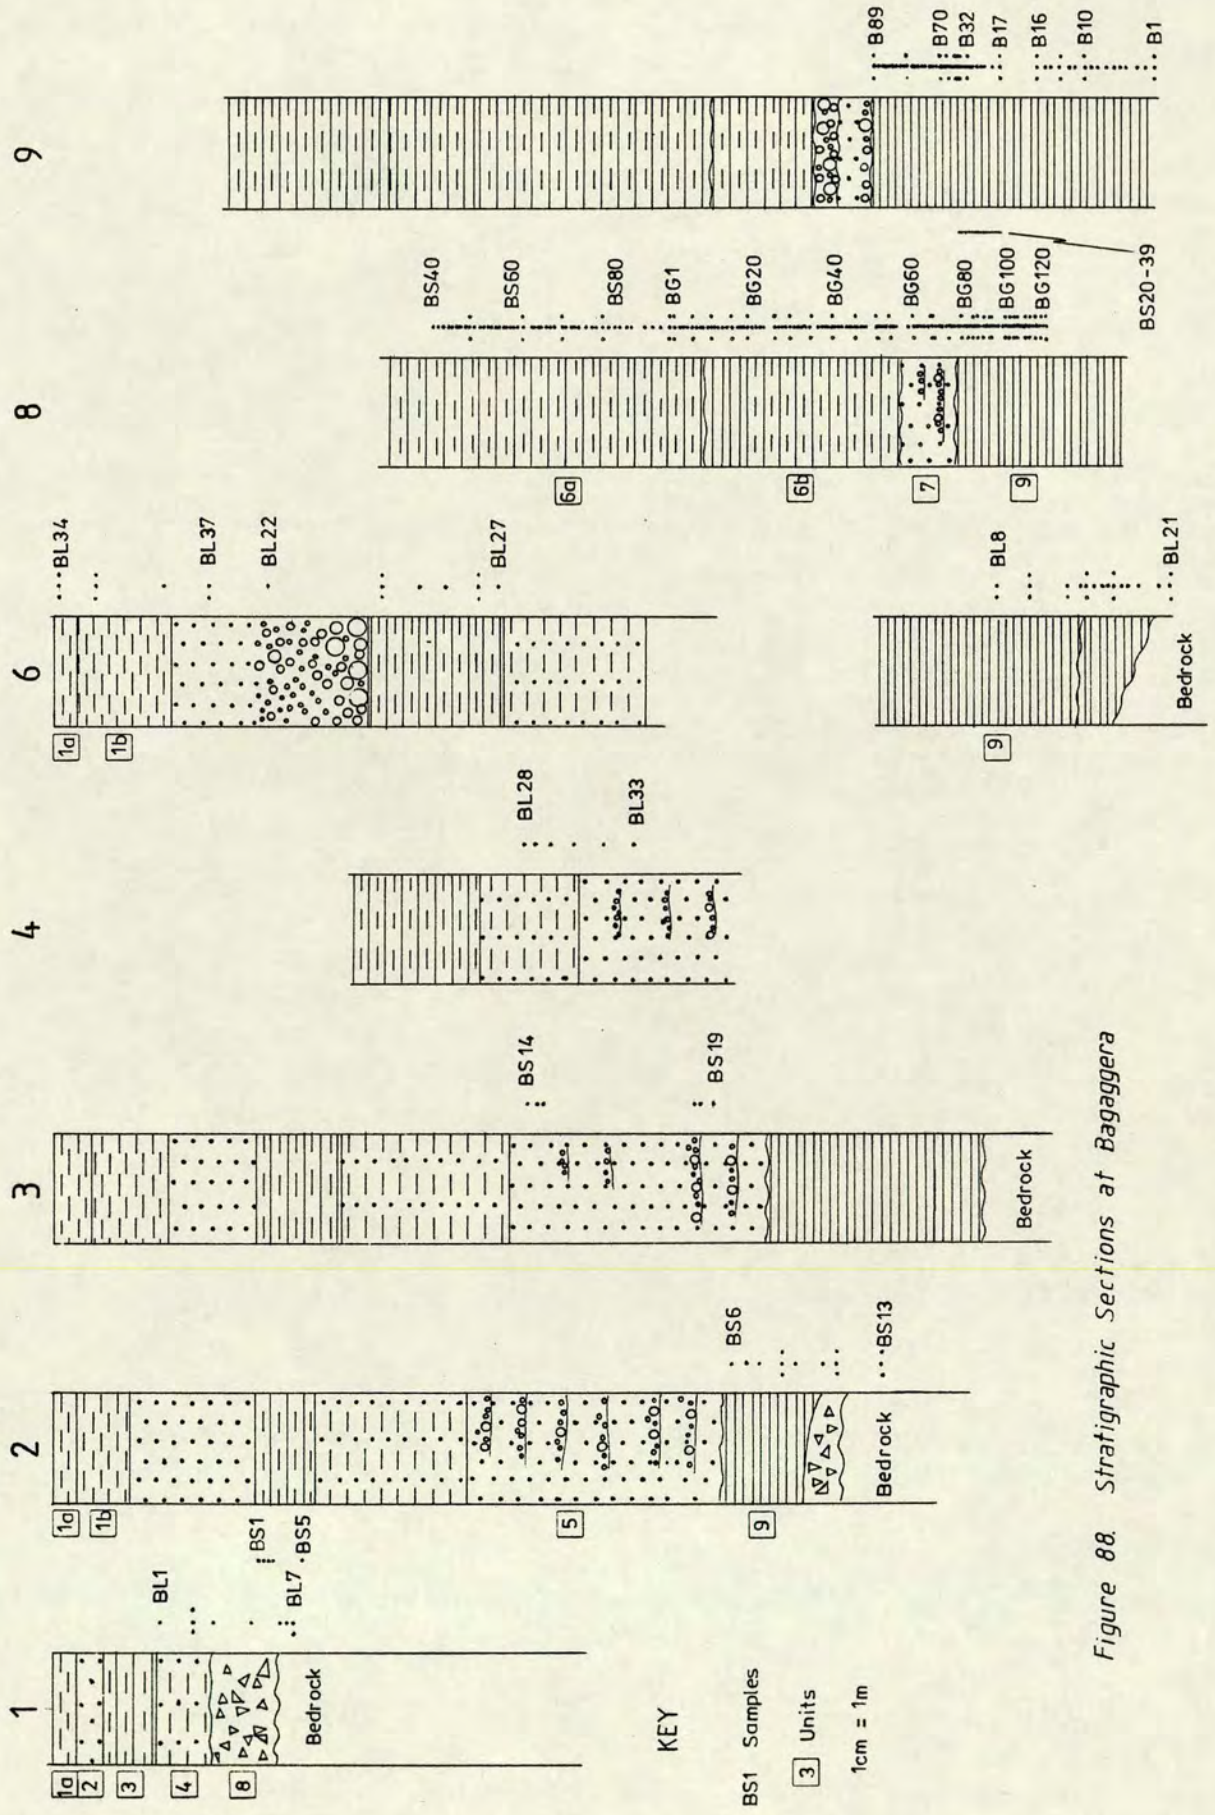 1
2
3
4
6
8
9
1a
2
3
4
8
BL1
BL7
Bedrock
1a
1b
5
9
BS1
BS5
BS6
BS13
Bedrock
BS14
BS19
Bedrock
BL28
BL33
1a
1b
9
BL34
BL37
BL22
BL27
BL8
BL21
Bedrock
6a
6b
7
9
BS40
BS60
BS80
BG1
BG20
BG40
BG60
BG80
BG100
BG120
BS20-39
B89
B70
B32
B17
B16
B10
B1
KEY
BS1 Samples
3 Units
1cm = 1m
Figure 88. Stratigraphic Sections at Bagaggera